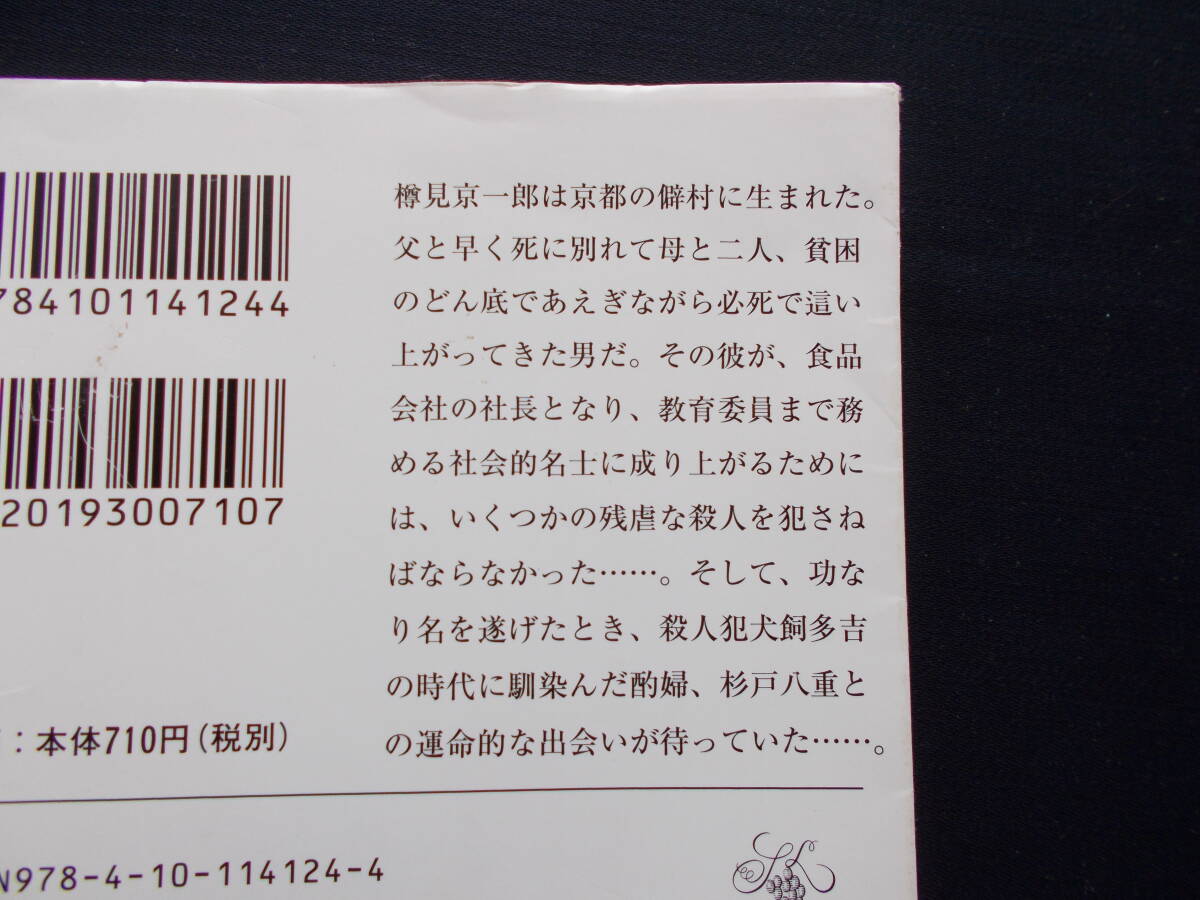 784101141244
20193007107
：本体710円（税別）
N978-4-10-114124-4
樽見京一郎は京都の僻村に生まれた。
父と早く死に別れて母と二人、貧困
のどん底であえぎながら必死で這い
上がってきた男だ。その彼が、食品
会社の社長となり、教育委員まで務
める社会的名士に成り上がるために
は、いくつかの残虐な殺人を犯さね
ばならなかった……。そして、功な
り名を遂げたとき、殺人犯犬飼多吉
の時代に馴染んだ酌婦、杉戸八重と
の運命的な出会いが待っていた……。